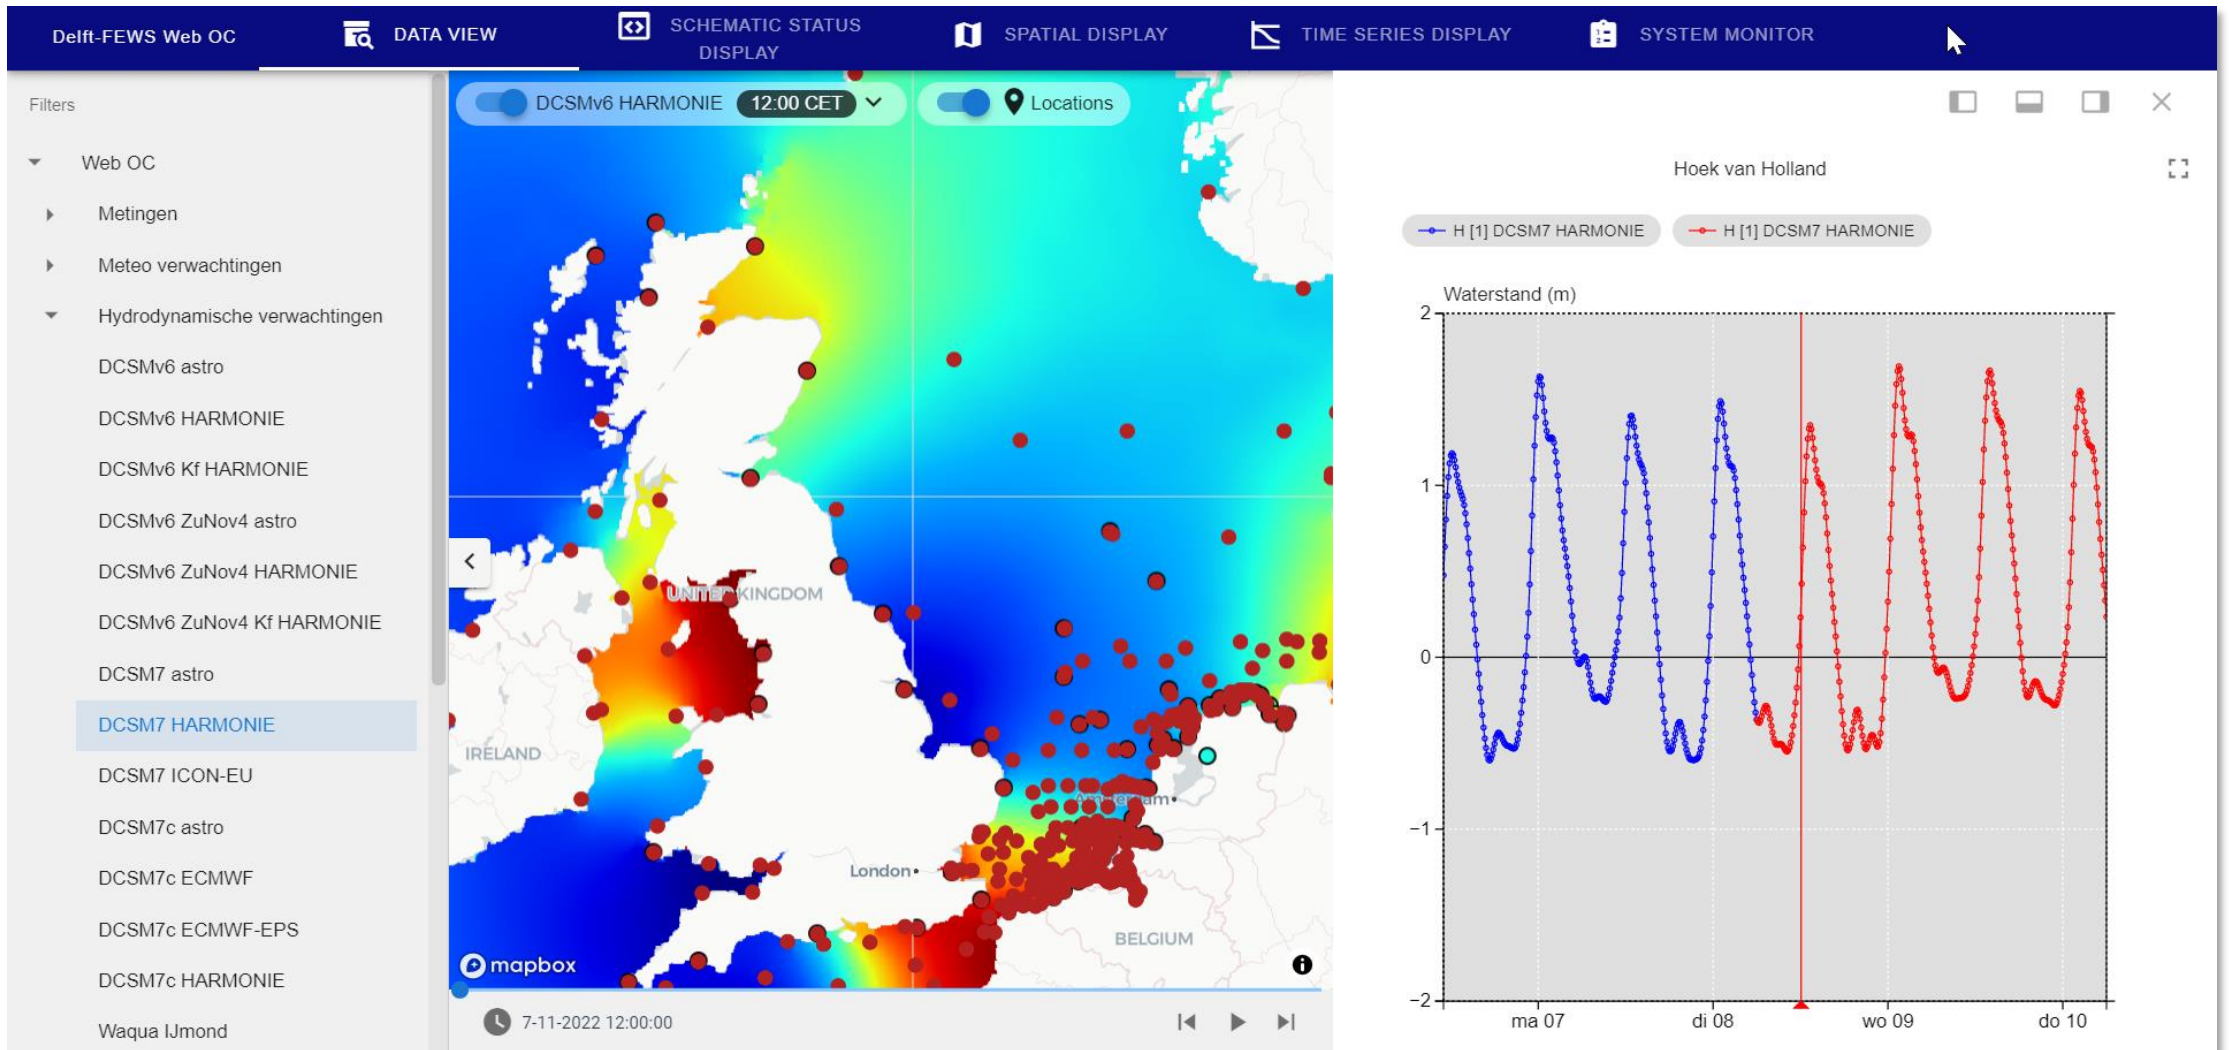 Delft-FEWS Web OC
DATA VIEW
SCHEMATIC STATUS
DISPLAY
SPATIAL DISPLAY
TIME SERIES DISPLAY
SYSTEM MONITOR
Filters
Web OC
Metingen
Meteo verwachtingen
Hydrodynamische verwachtingen
DCSMv6 astro
DCSMv6 HARMONIE
DCSMv6 Kf HARMONIE
DCSMv6 ZuNov4 astro
DCSMv6 ZuNov4 HARMONIE
DCSMv6 ZuNov4 Kf HARMONIE
DCSM7 astro
DCSM7 HARMONIE
DCSM7 ICON-EU
DCSM7c astro
DCSM7c ECMWF
DCSM7c ECMWF-EPS
DCSM7c HARMONIE
Waqua IJmond
DCSMv6 HARMONIE 12:00 CET
Locations
UNITED KINGDOM
IRELAND
Amsterdam
London
BELGIUM
mapbox
7-11-2022 12:00:00
Hoek van Holland
H [1] DCSM7 HARMONIE
H [1] DCSM7 HARMONIE
Waterstand (m)
2
1
0
−1
−2
ma 07
di 08
wo 09
do 10